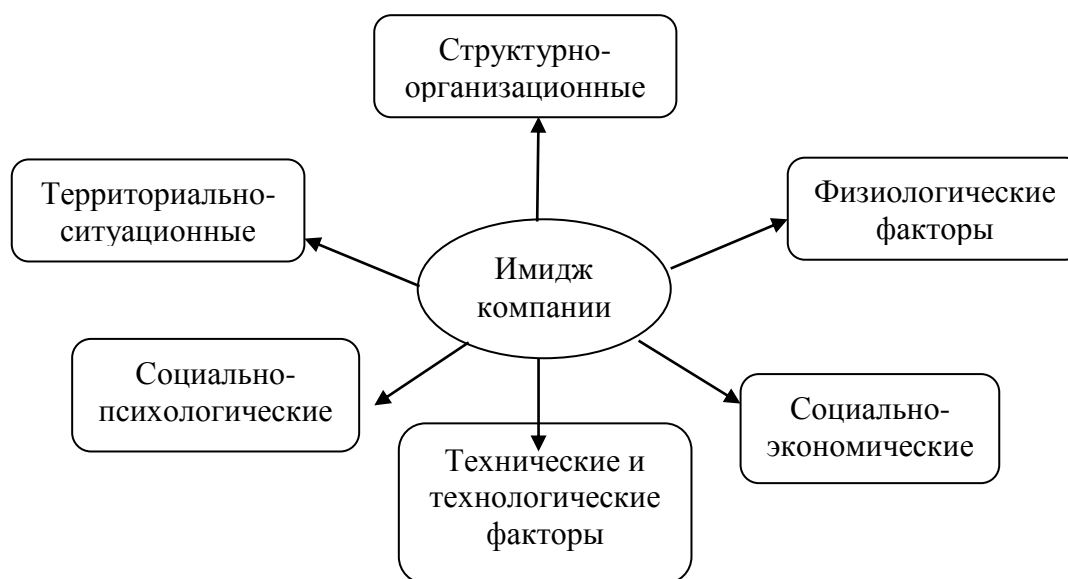 Структурно-
организационные
Территориально-
ситуационные
Физиологические
факторы
Имидж
компании
Социально-
психологические
Социально-
экономические
Технические и
технологические
факторы